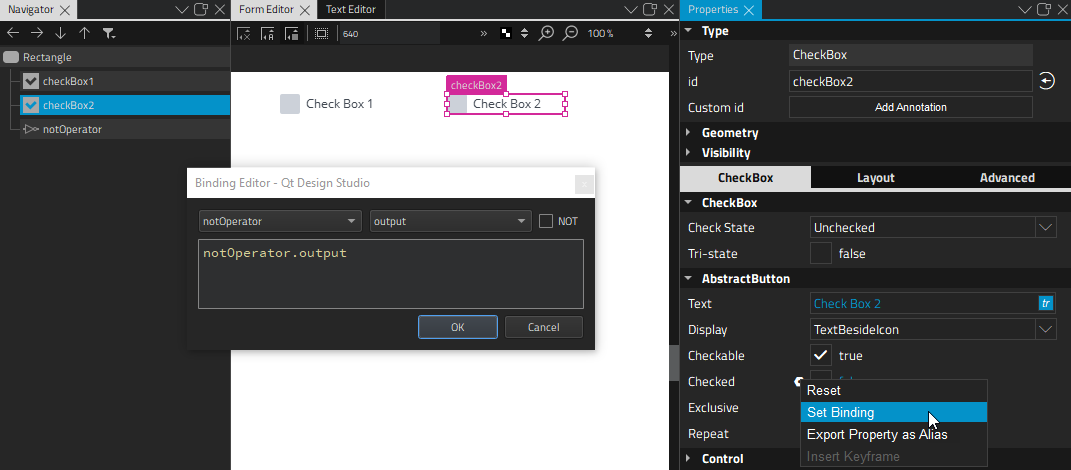 Navigator
Form Editor
Text Editor
Properties
640
100 %
Rectangle
checkBox1
checkBox2
notOperator
checkBox2
Check Box 1
Check Box 2
Binding Editor - Qt Design Studio
x
notOperator
output
NOT
notOperator.output
OK
Cancel
Type
Type
CheckBox
id
checkBox2
Custom id
Add Annotation
Geometry
Visibility
CheckBox
Layout
Advanced
CheckBox
Check State
Unchecked
Tri-state
false
AbstractButton
Text
Check Box 2
tr
Display
TextBesideIcon
Checkable
true
Checked
Exclusive
Repeat
Control
Reset
Set Binding
Export Property as Alias
Insert Keyframe